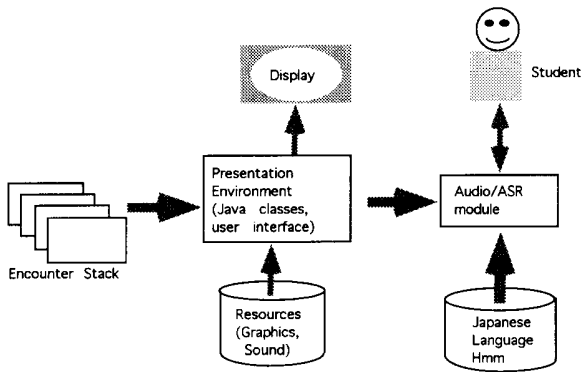 Display
Student
Presentation
Environment
(Java classes,
user interface)
Audio/ASR
module
Encounter Stack
Resources
(Graphics,
Sound)
Japanese
Language
Hmm